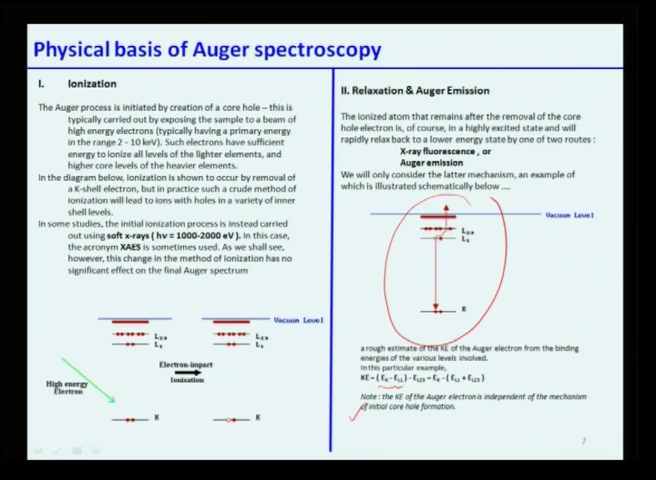 Physical basis of Auger spectroscopy
I. Ionization
The Auger process is initiated by creation of a core hole – this is
typically carried out by exposing the sample to a beam of
high energy electrons (typically having a primary energy
in the range 2 - 10 keV). Such electrons have sufficient
energy to ionize all levels of the lighter elements, and
higher core levels of the heavier elements.
In the diagram below, ionization is shown to occur by removal of
a K-shell electron, but in practice such a crude method of
ionization will lead to ions with holes in a variety of inner
shell levels.
In some studies, the initial ionization process is instead carried
out using soft x-rays ( hv = 1000-2000 eV ). In this case,
the acronym XAES is sometimes used. As we shall see,
however, this change in the method of ionization has no
significant effect on the final Auger spectrum
Vacuum Level
L₂,₃
L₁
L₂,₃
L₁
Electron-impact
Ionisation
High energy
Electron
K
K
II. Relaxation & Auger Emission
The ionized atom that remains after the removal of the core
hole electron is, of course, in a highly excited state and will
rapidly relax back to a lower energy state by one of two routes :
X-ray fluorescence , or
Auger emission
We will only consider the latter mechanism, an example of
which is illustrated schematically below ....
Vacuum Level
L₂,₃
L₁
K
a rough estimate of the KE of the Auger electron from the binding
energies of the various levels involved.
In this particular example,
KE = ( E_K - E_L1 ) - E_L23 = E_K - ( E_L1 + E_L23 )
Note : the KE of the Auger electron is independent of the mechanism
of initial core hole formation.
7